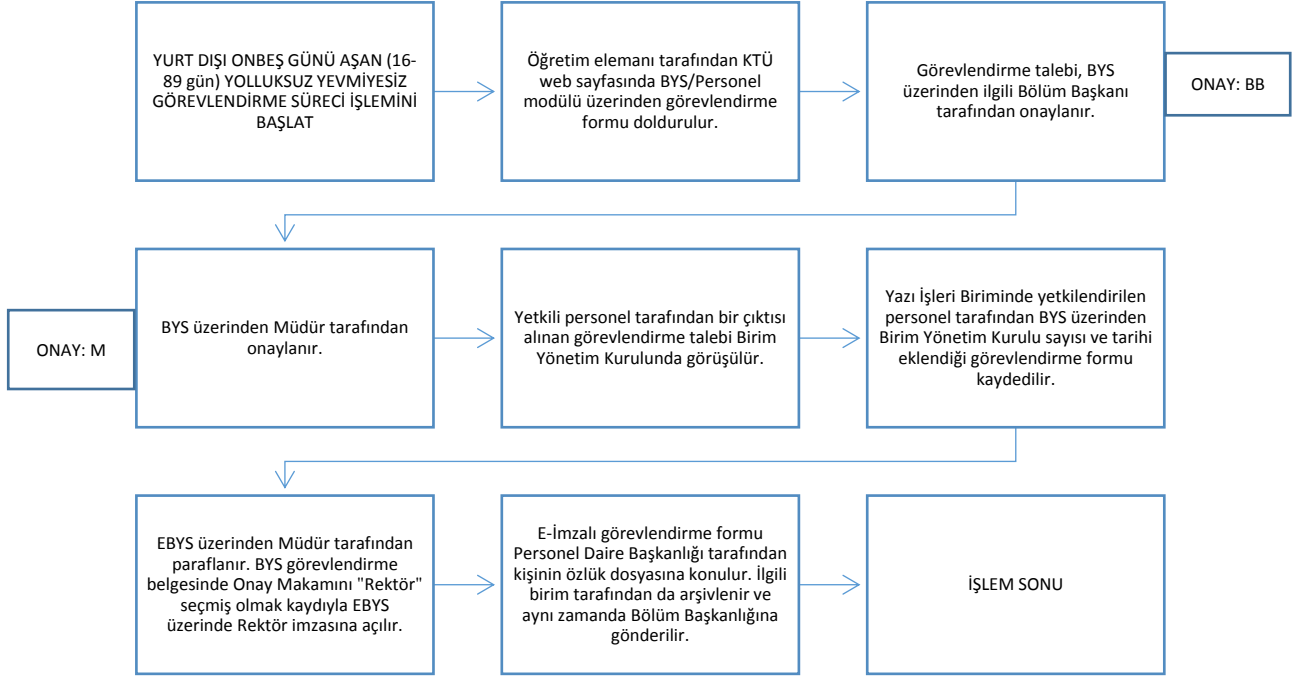 YURT DIŞI ONBEŞ GÜNÜ AŞAN (16-
89 gün) YOLLUKSUZ YEVMİYESİZ
GÖREVLENDİRME SÜRECİ İŞLEMİNİ
BAŞLAT
Öğretim elemanı tarafından KTÜ
web sayfasında BYS/Personel
modülü üzerinden görevlendirme
formu doldurulur.
Görevlendirme talebi, BYS
üzerinden ilgili Bölüm Başkanı
tarafından onaylanır.
ONAY: BB
ONAY: M
BYS üzerinden Müdür tarafından
onaylanır.
Yetkili personel tarafından bir çıktısı
alınan görevlendirme talebi Birim
Yönetim Kurulunda görüşülür.
Yazı İşleri Biriminde yetkilendirilen
personel tarafından BYS üzerinden
Birim Yönetim Kurulu sayısı ve tarihi
eklendiği görevlendirme formu
kaydedilir.
EBYS üzerinden Müdür tarafından
paraflanır. BYS görevlendirme
belgesinde Onay Makamını "Rektör"
seçmiş olmak kaydıyla EBYS
üzerinde Rektör imzasına açılır.
E-İmzalı görevlendirme formu
Personel Daire Başkanlığı tarafından
kişinin özlük dosyasına konulur. İlgili
birim tarafından da arşivlenir ve
aynı zamanda Bölüm Başkanlığına
gönderilir.
İŞLEM SONU